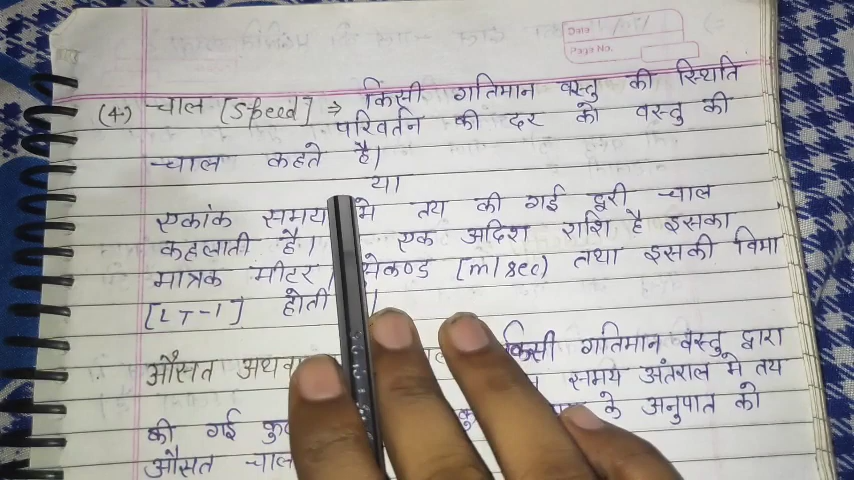 Date / /
Page No.
(4) चाल [Speed] ⇒ किसी गतिमान वस्तु की स्थिति
परिवर्तन की दर को वस्तु की
चाल कहते है।
या
एकांक समय मे तय की गई दूरी चाल
कहलाती है। एक अदिश राशि है इसका
मात्रक मीटर / सेकण्ड [m/sec) तथा इसकी विमा
[LT-1] होती
औसत अथवा किसी गतिमान वस्तु द्वारा
समय अंतराल मे तय
की गई के अनुपात को
औसत चाल